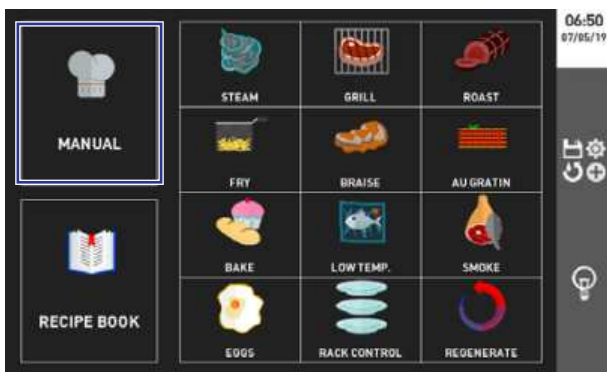 06:50
07/05/19
MANUAL
STEAM
GRILL
ROAST
FRY
BRAISE
AU GRATIN
RECIPE BOOK
BAKE
LOW TEMP.
SMOKE
EGGS
RACK CONTROL
REGENERATE